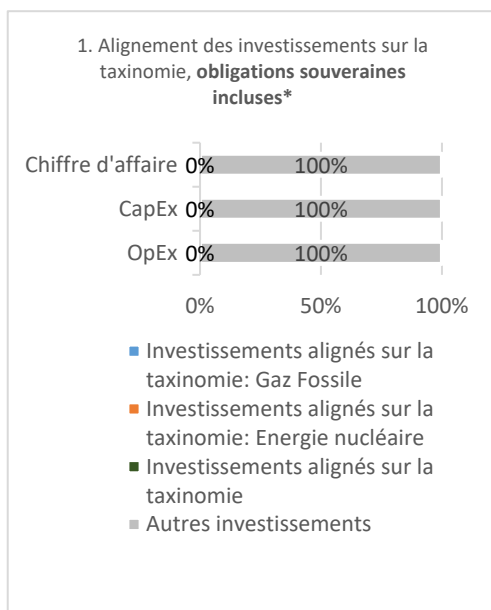 1. Alignement des investissements sur la
taxinomie, obligations souveraines
incluses*
Chiffre d'affaire 0% 100%
CapEx 0% 100%
OpEx 0% 100%
0% 50% 100%
Investissements alignés sur la
taxinomie: Gaz Fossile
Investissements alignés sur la
taxinomie: Energie nucléaire
Investissements alignés sur la
taxinomie
Autres investissements